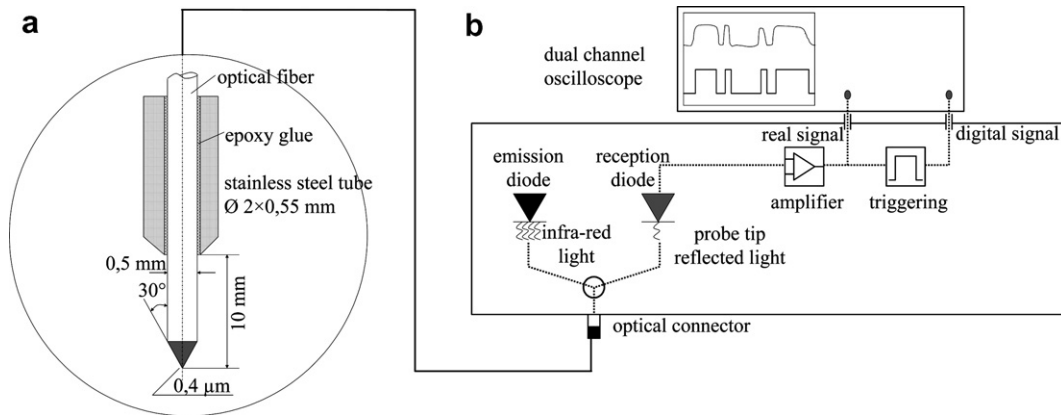 a
optical fiber
epoxy glue
stainless steel tube
Ø 2×0,55 mm
0,5 mm
30°
10 mm
0,4 µm
b
dual channel
oscilloscope
real signal
digital signal
emission
diode
reception
diode
amplifier
triggering
infra-red
light
probe tip
reflected light
optical connector